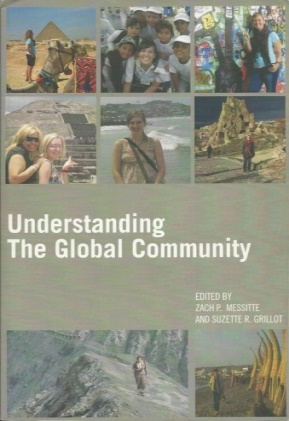 Understanding
The Global Community
EDITED BY
ZACH P. MESSITTE
AND SUZETTE R. GRILLOT